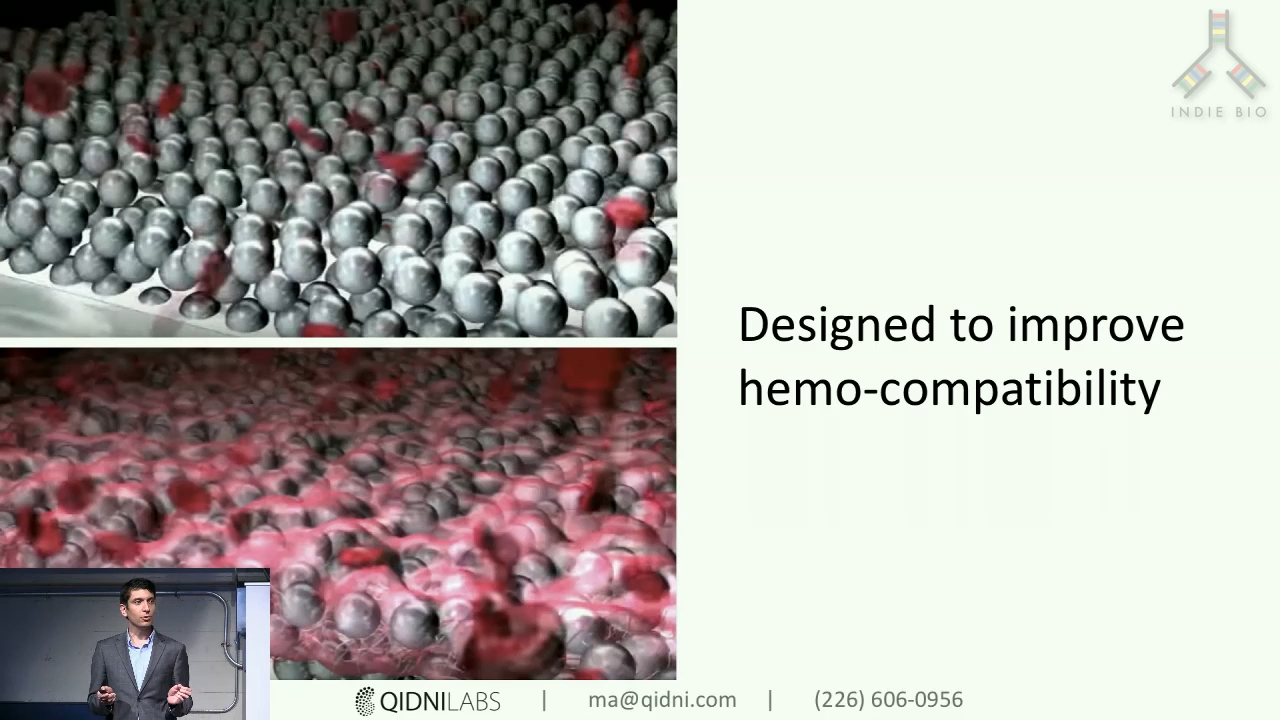 INDIE BIO
Designed to improve
hemo-compatibility
QIDNILABS | ma@qidni.com | (226) 606-0956